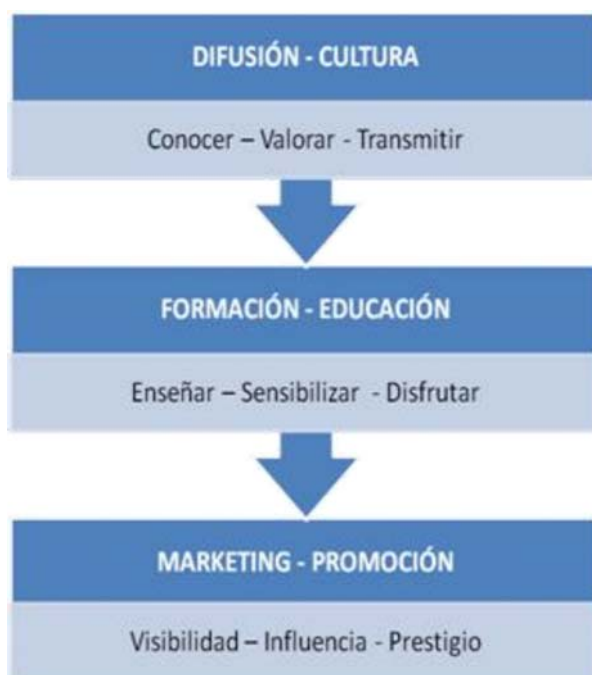 DIFUSIÓN - CULTURA
Conocer – Valorar - Transmitir
FORMACIÓN - EDUCACIÓN
Enseñar – Sensibilizar - Disfrutar
MARKETING - PROMOCIÓN
Visibilidad – Influencia - Prestigio